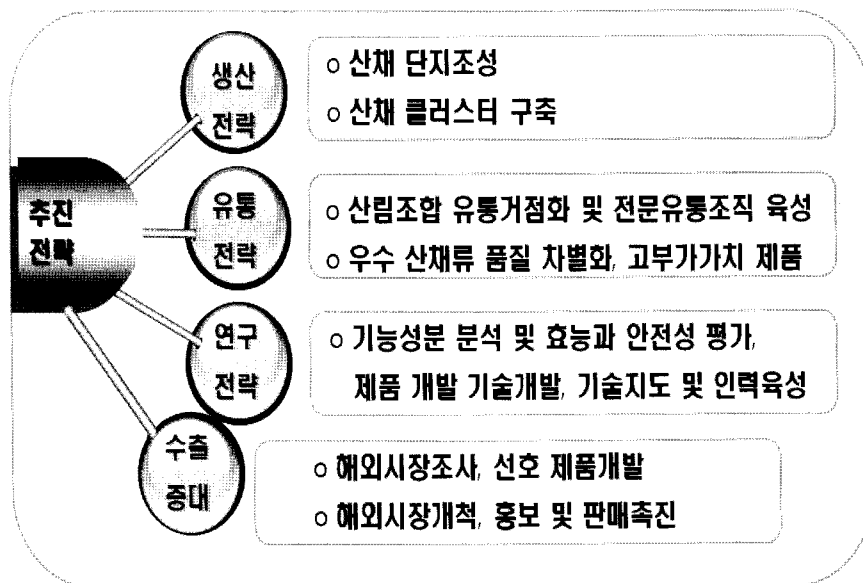 추진
전략
생산
전략
o 산채 단지조성
o 산채 클러스터 구축
유통
전략
o 산림조합 유통거점화 및 전문유통조직 육성
o 우수 산채류 품질 차별화, 고부가가치 제품
연구
전략
o 기능성분 분석 및 효능과 안전성 평가,
제품 개발 기술개발, 기술지도 및 인력육성
수출
증대
o 해외시장조사, 선호 제품개발
o 해외시장개척, 홍보 및 판매촉진